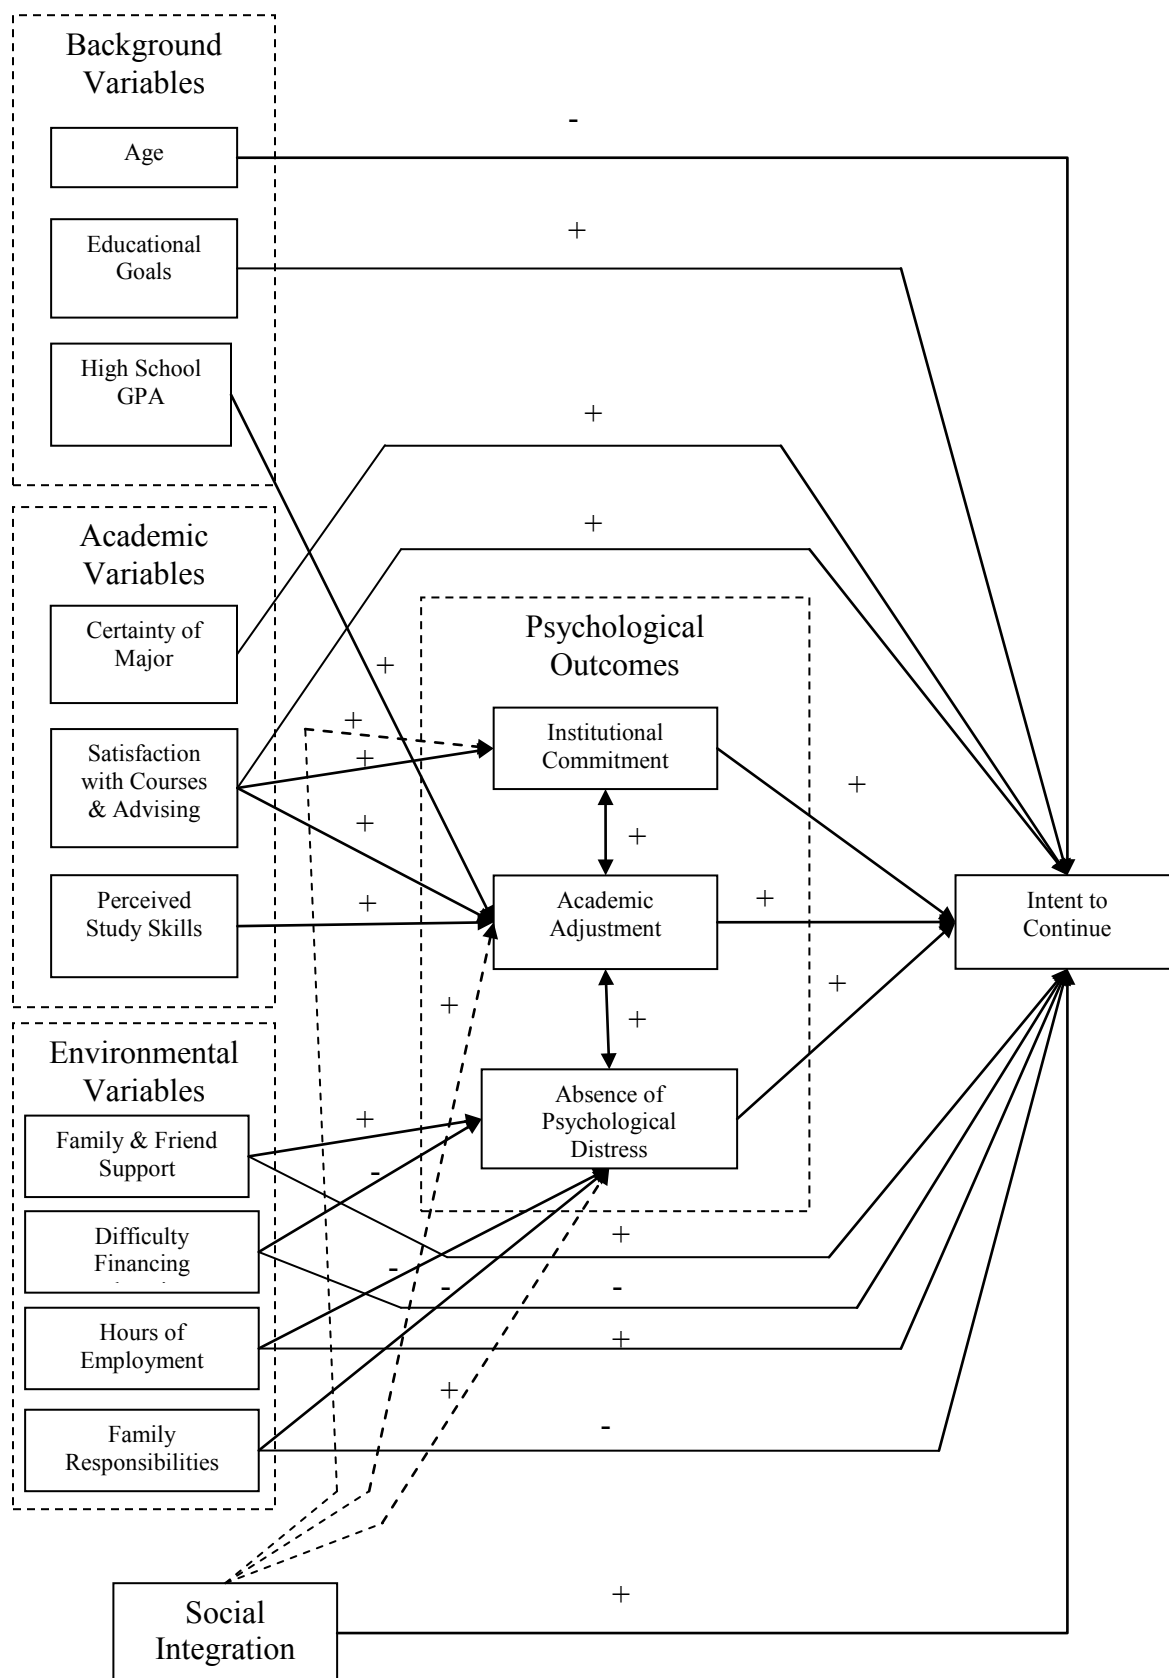 Background
Variables
Age
-
Educational
Goals
+
High School
GPA
+
Academic
Variables
+
Certainty of
Major
Psychological
Outcomes
+
+
Satisfaction
with Courses
& Advising
+
Institutional
Commitment
+
+
+
Perceived
Study Skills
+
Academic
Adjustment
+
Intent to
Continue
+
+
+
Environmental
Variables
Family & Friend
Support
+
Absence of
Psychological
Distress
-
Difficulty
Financing
+
-
-
-
Hours of
Employment
+
+
Family
Responsibilities
-
Social
Integration
+